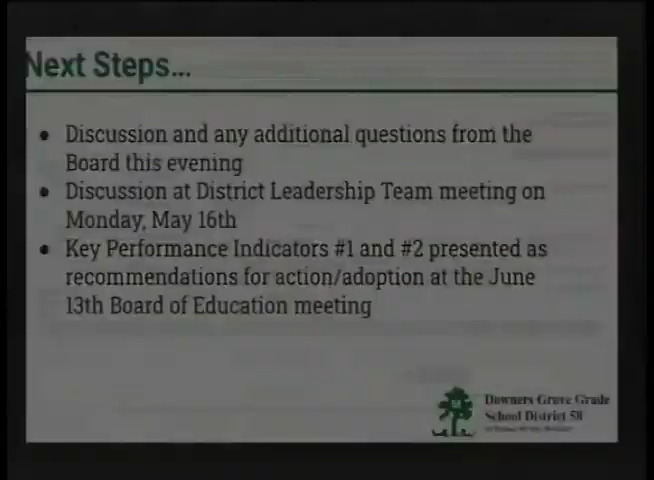 Next Steps...
● Discussion and any additional questions from the
Board this evening
● Discussion at District Leadership Team meeting on
Monday, May 16th
● Key Performance Indicators #1 and #2 presented as
recommendations for action/adoption at the June
13th Board of Education meeting
Downers Grove Grade
School District 58